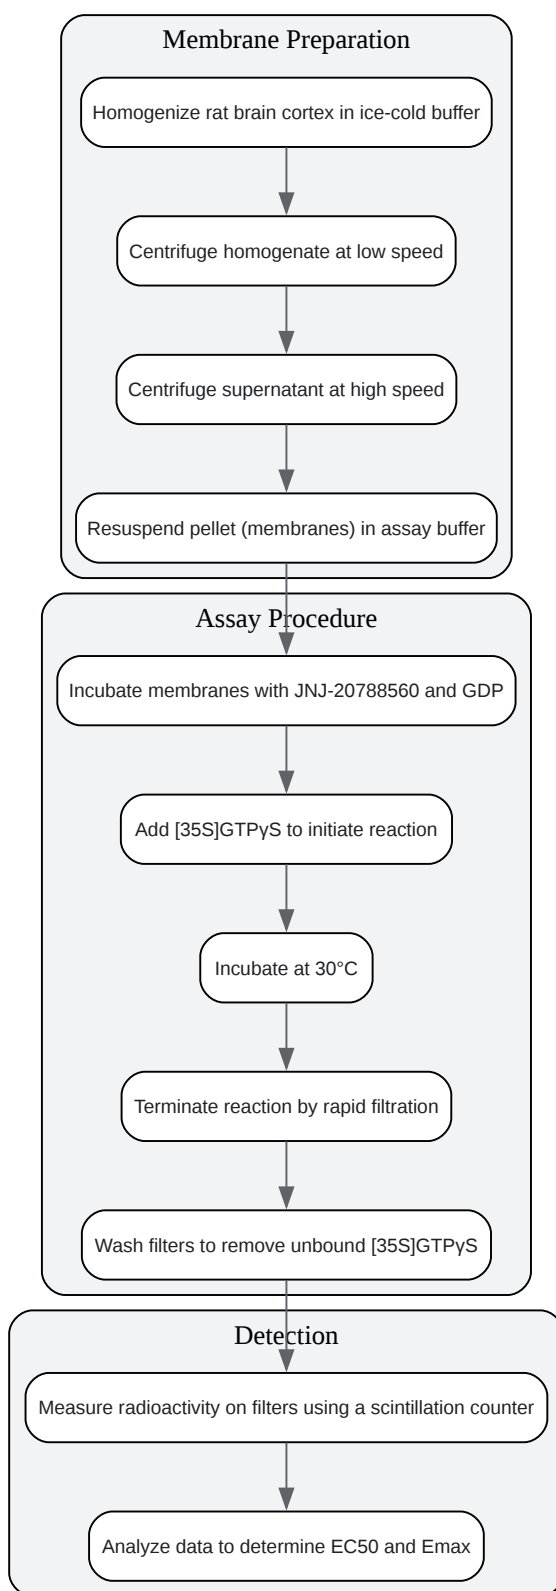 Membrane Preparation
Homogenize rat brain cortex in ice-cold buffer
Centrifuge homogenate at low speed
Centrifuge supernatant at high speed
Resuspend pellet (membranes) in assay buffer
Assay Procedure
Incubate membranes with JNJ-20788560 and GDP
Add [35S]GTPγS to initiate reaction
Incubate at 30°C
Terminate reaction by rapid filtration
Wash filters to remove unbound [35S]GTPγS
Detection
Measure radioactivity on filters using a scintillation counter
Analyze data to determine EC50 and Emax